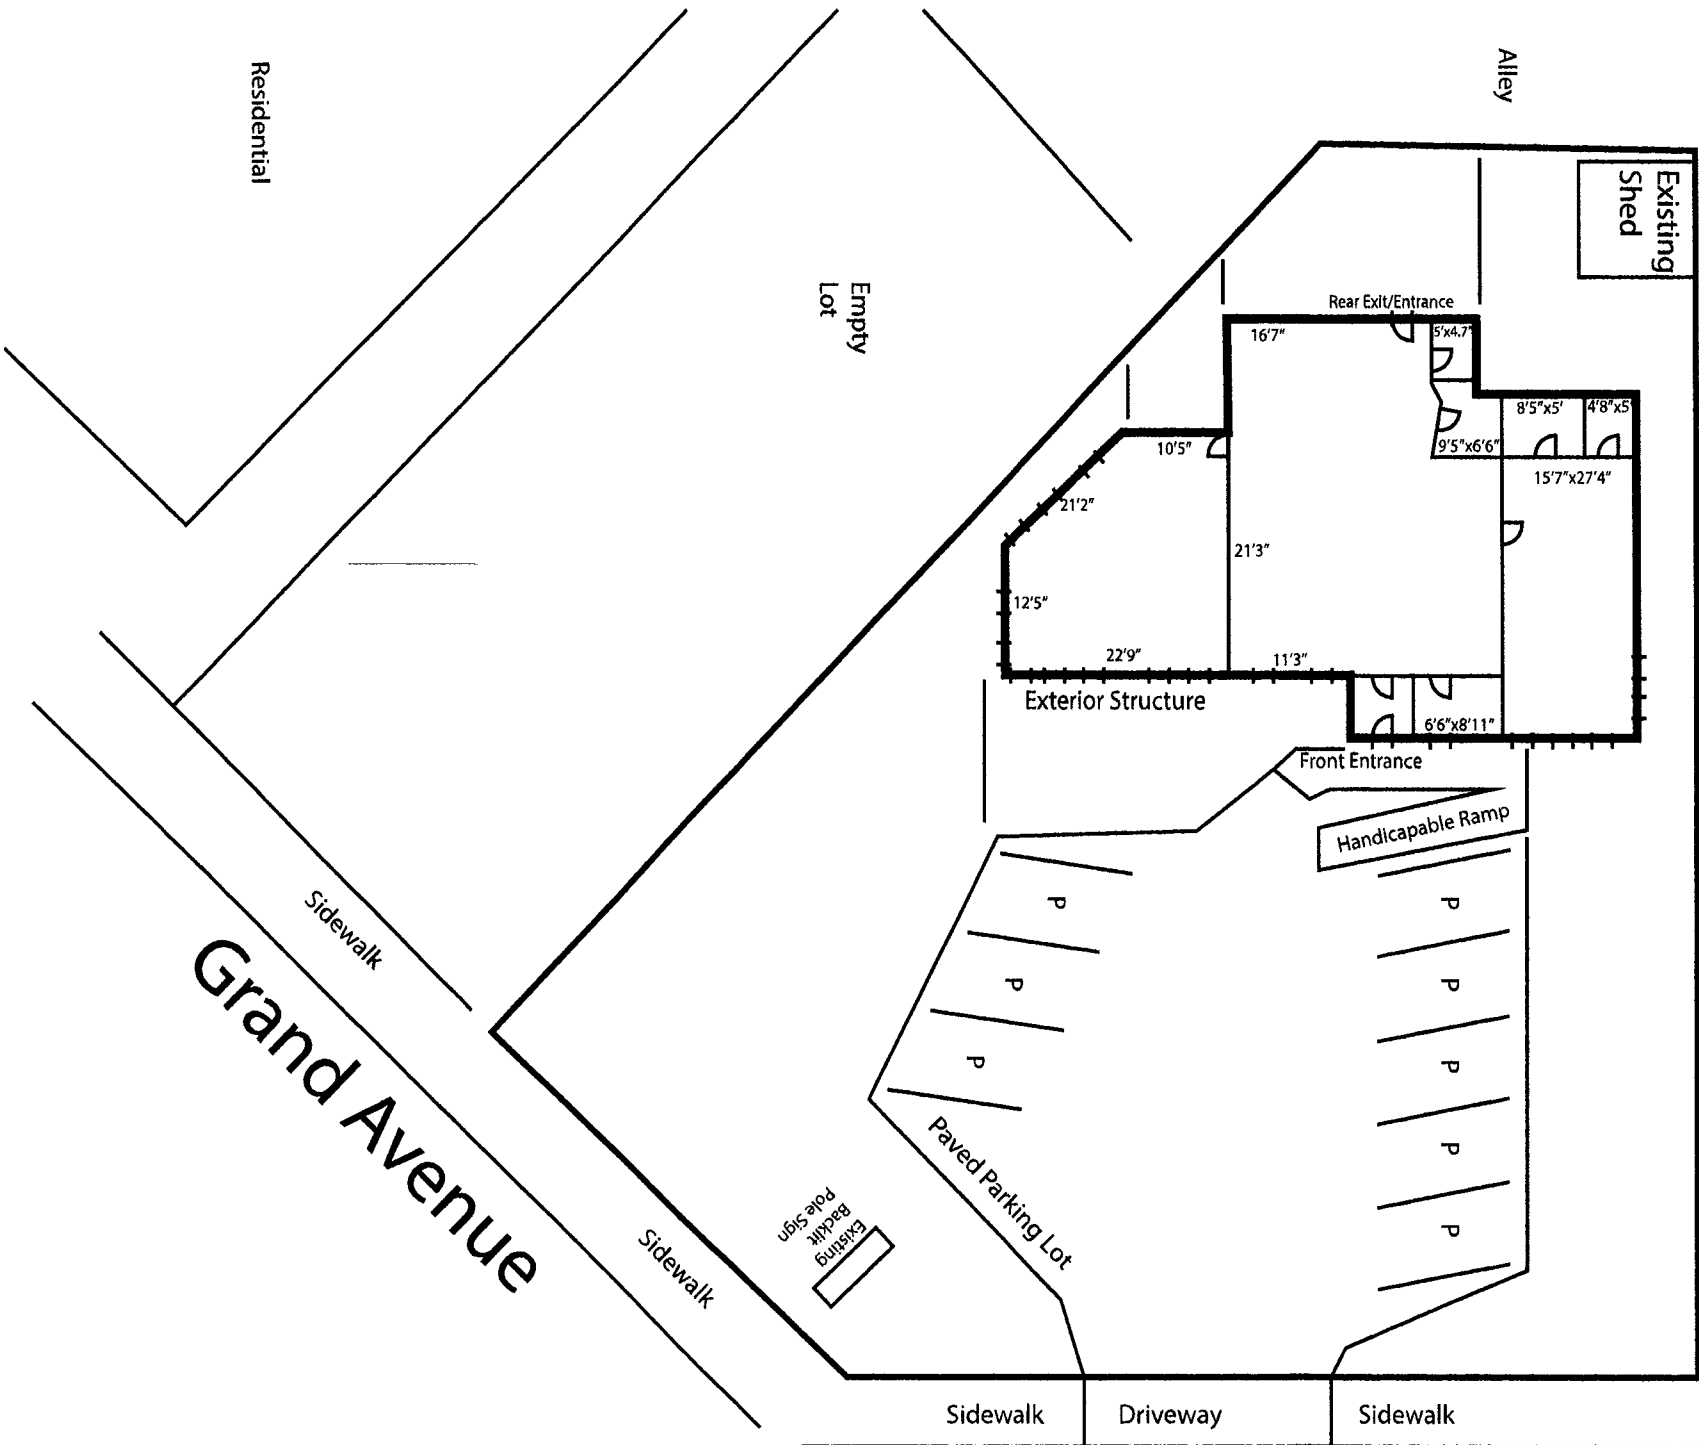 Residential
Alley
Existing
Shed
Empty
Lot
Rear Exit/Entrance
16'7"
5'x4.7"
8'5"x5'
4'8"x5'
10'5"
9'5"x6'6"
15'7"x27'4"
21'2"
21'3"
12'5"
22'9"
11'3"
Exterior Structure
6'6"x8'11"
Front Entrance
Handicapable Ramp
P
P
P
P
P
P
P
P
Sidewalk
Grand Avenue
Paved Parking Lot
Existing
Backlit
Pole Sign
Sidewalk
Sidewalk
Driveway
Sidewalk